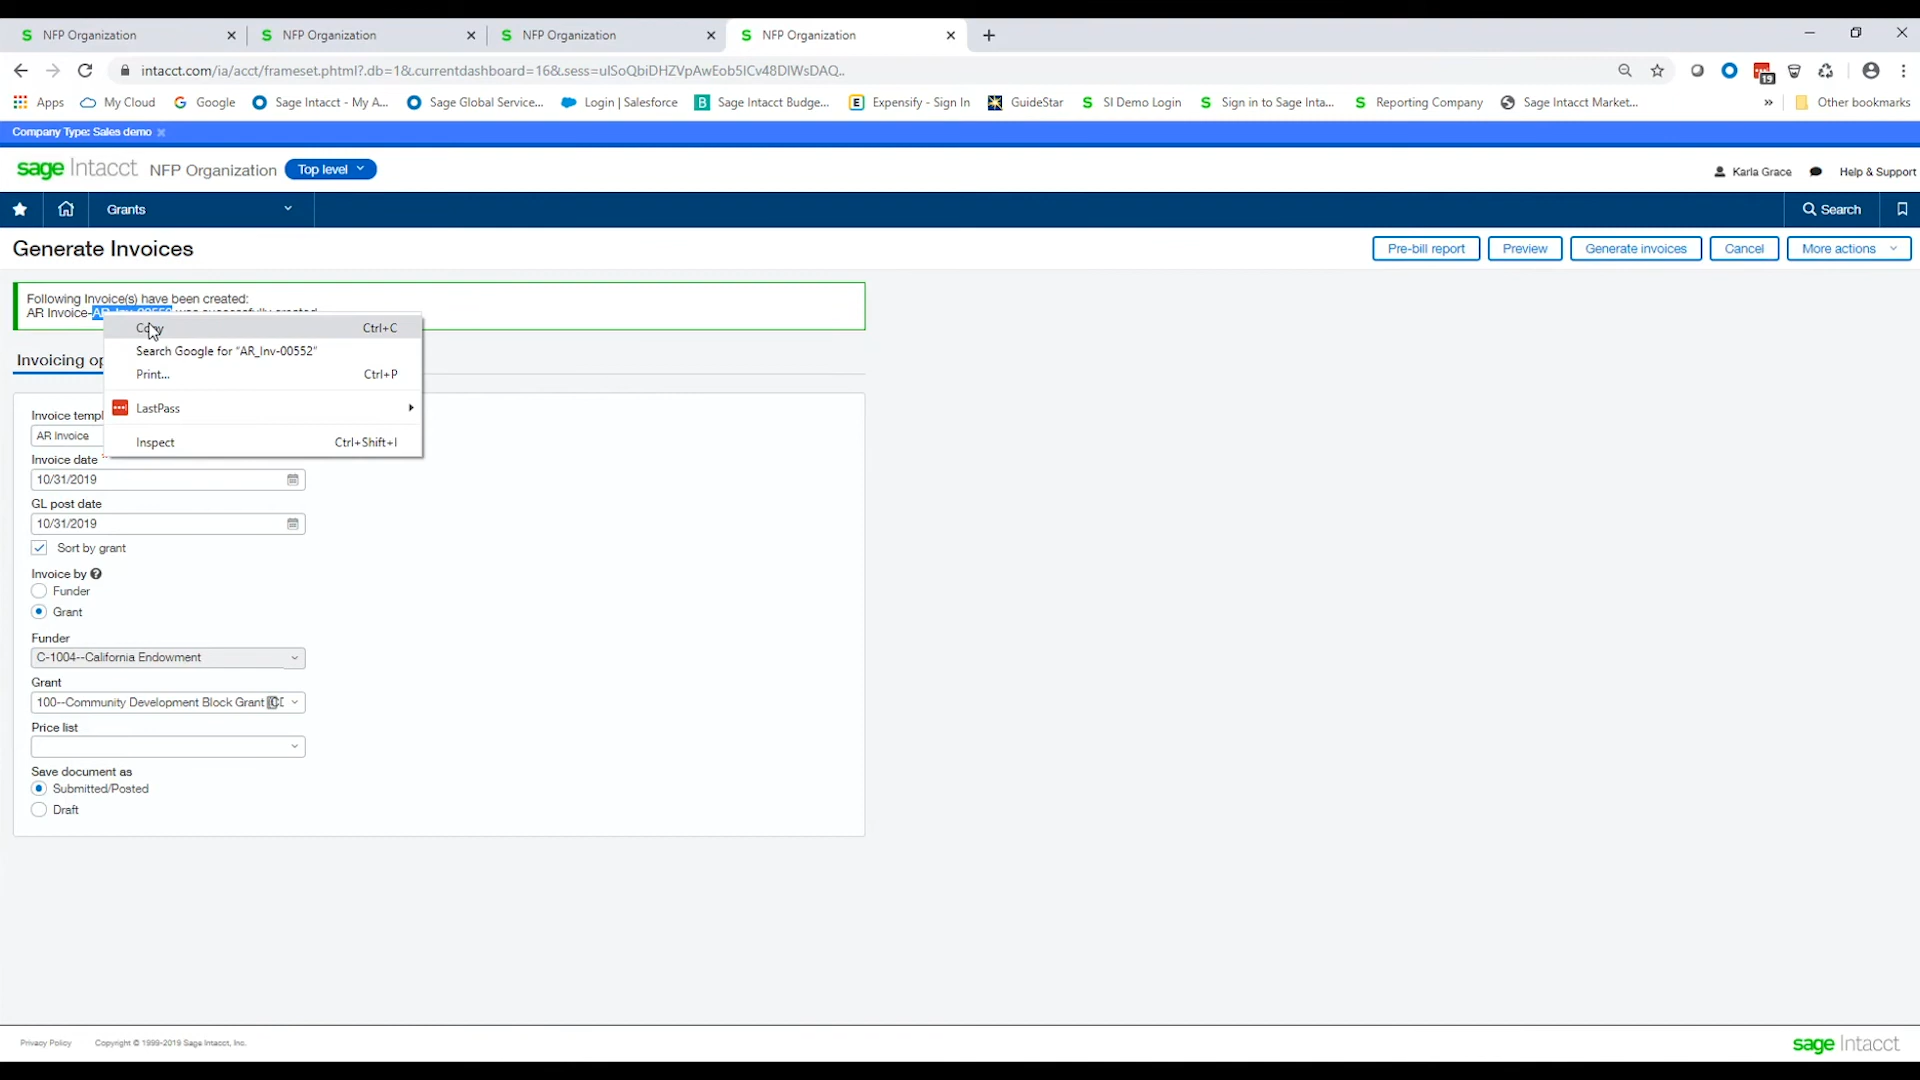 NFP Organization
NFP Organization
NFP Organization
NFP Organization
intacct.com/ia/acct/frameset.phtml?.db=1&.currentdashboard=16&.sess=ulSoQbiDHZVpAwEob5ICv48DlWsDAQ..
19
Apps
My Cloud
Google
Sage Intacct - My A...
Sage Global Service...
Login | Salesforce
Sage Intacct Budge...
Expensify - Sign In
GuideStar
SI Demo Login
Sign in to Sage Inta...
Reporting Company
Sage Intacct Market...
»
Other bookmarks
Company Type: Sales demo
sage Intacct NFP Organization Top level
Karla Grace
Help & Support
Grants
Search
Generate Invoices
Pre-bill report
Preview
Generate invoices
Cancel
More actions
Following Invoice(s) have been created:
AR Invoice-AR_Inv-00552 was successfully created
Copy Ctrl+C
Search Google for "AR_Inv-00552"
Print... Ctrl+P
LastPass
Inspect Ctrl+Shift+I
Invoicing op
Invoice templ
AR Invoice
Invoice date
10/31/2019
GL post date
10/31/2019
Sort by grant
Invoice by
Funder
Grant
Funder
C-1004--California Endowment
Grant
100--Community Development Block Grant (CD
Price list
Save document as
Submitted/Posted
Draft
Privacy Policy
Copyright © 1999-2019 Sage Intacct, Inc.
sage Intacct